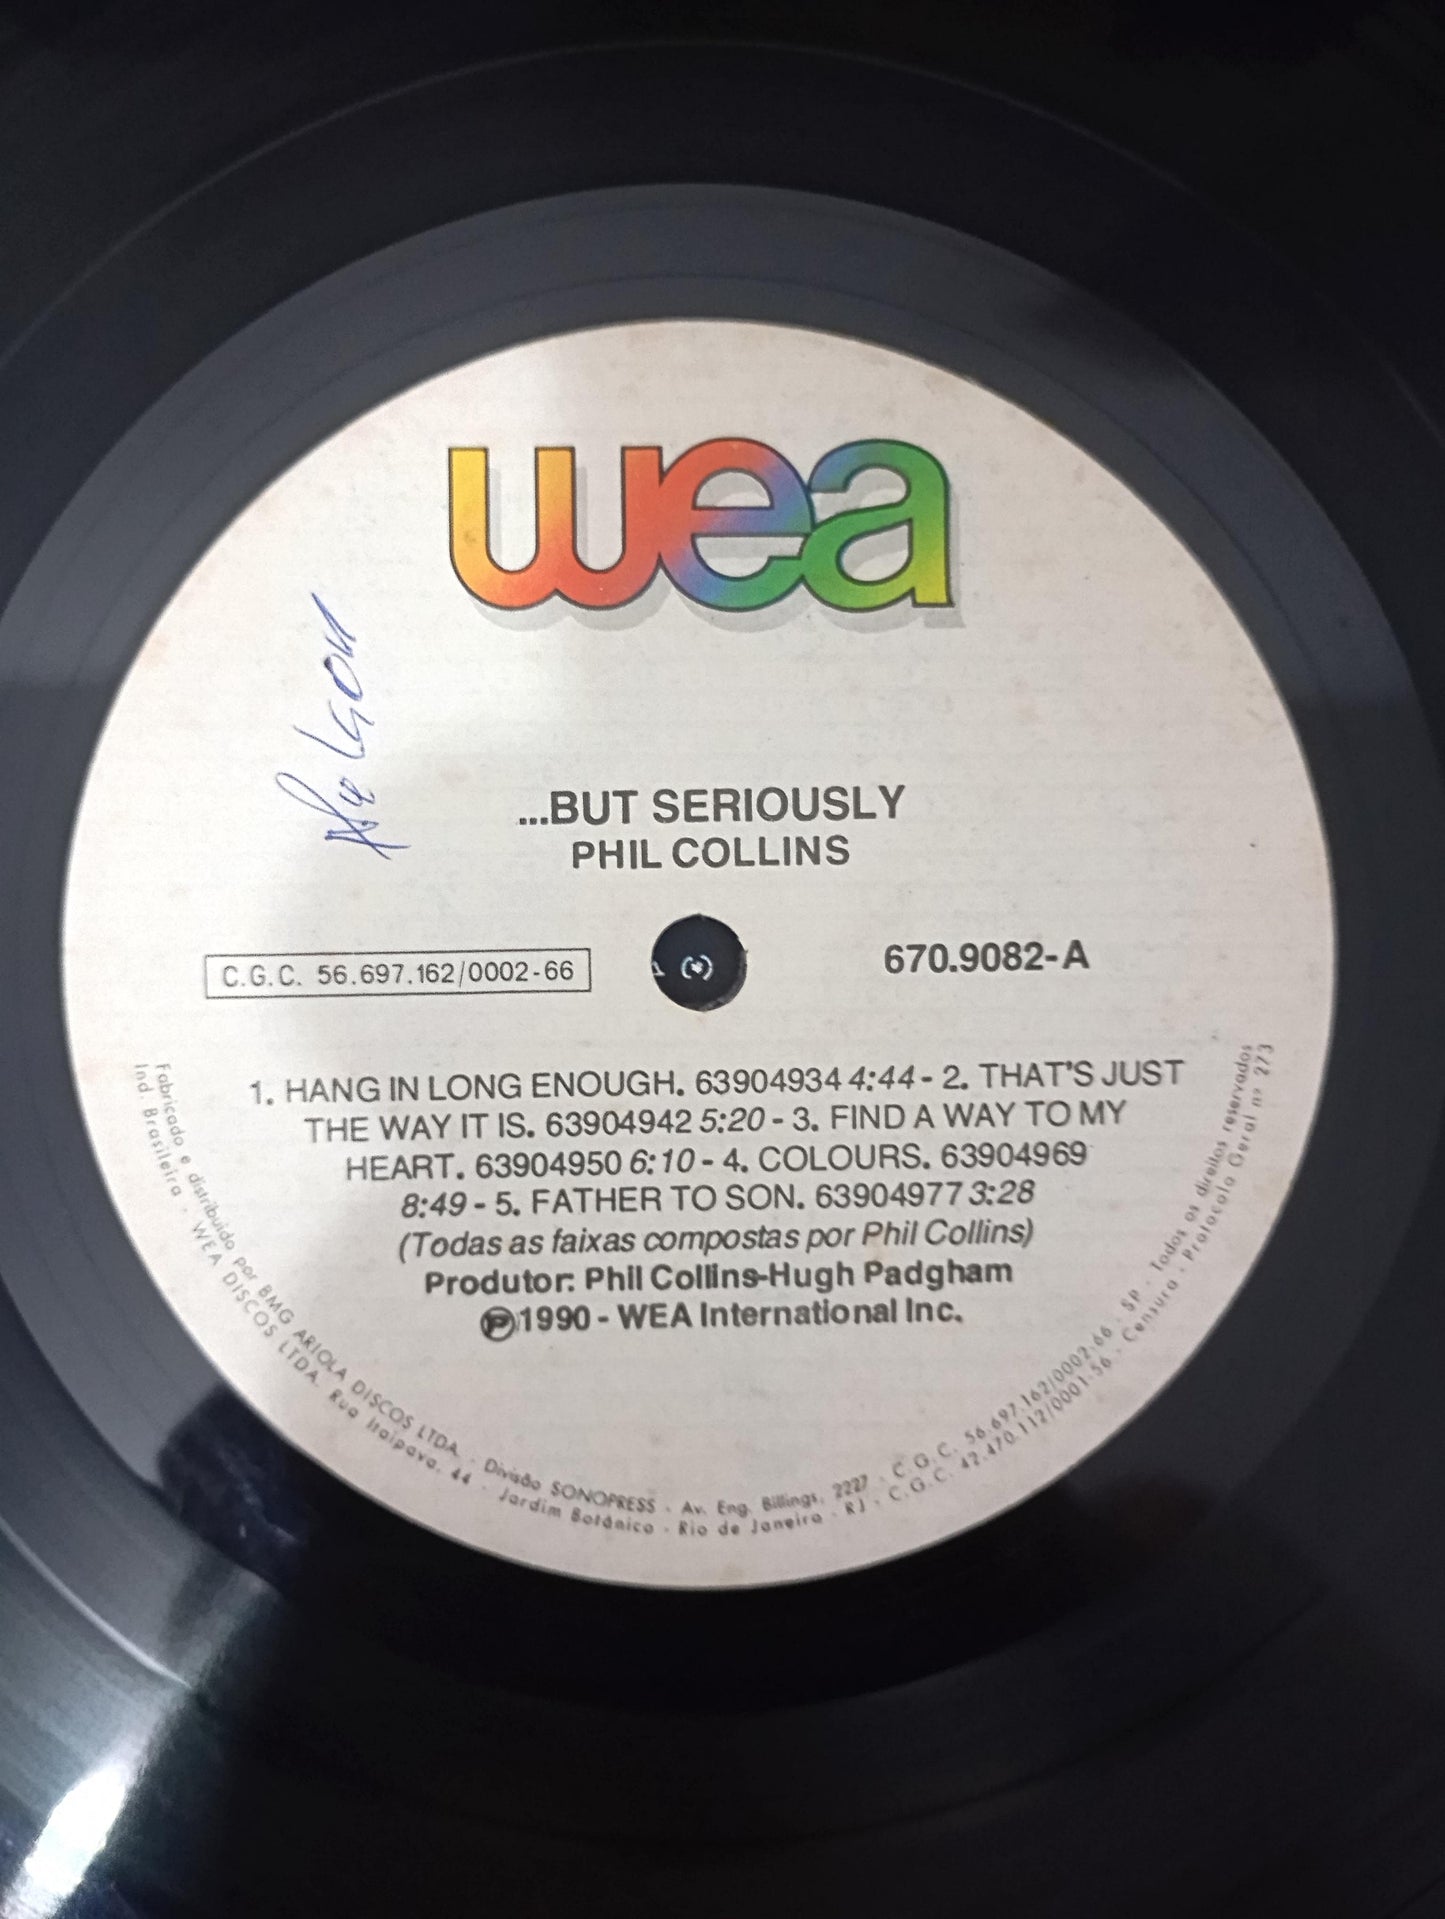 wea
...BUT SERIOUSLY
PHIL COLLINS
C.G.C. 56.697.162/0002-66
670.9082-A
1. HANG IN LONG ENOUGH. 63904934 4:44 - 2. THAT'S JUST
THE WAY IT IS. 63904942 5:20 - 3. FIND A WAY TO MY
HEART. 63904950 6:10 - 4. COLOURS. 63904969
8:49 - 5. FATHER TO SON. 63904977 3:28
(Todas as faixas compostas por Phil Collins)
Produtor: Phil Collins-Hugh Padgham
℗1990 - WEA International Inc.
Fabricado e distribuído por BMG ARIOLA DISCOS LTDA. - Divisão SONOPRESS - Av. Eng. Billings, 2227 - C.G.C. 56.697.162/0002-66 - SP - Todos os direitos reservados
Ind. Brasileira - WEA DISCOS LTDA. Rua Itaipava, 44 - Jardim Botânico - Rio de Janeiro - RJ - C.G.C. 42.470.112/0001-56 - Censura - Protocolo Geral nº 273